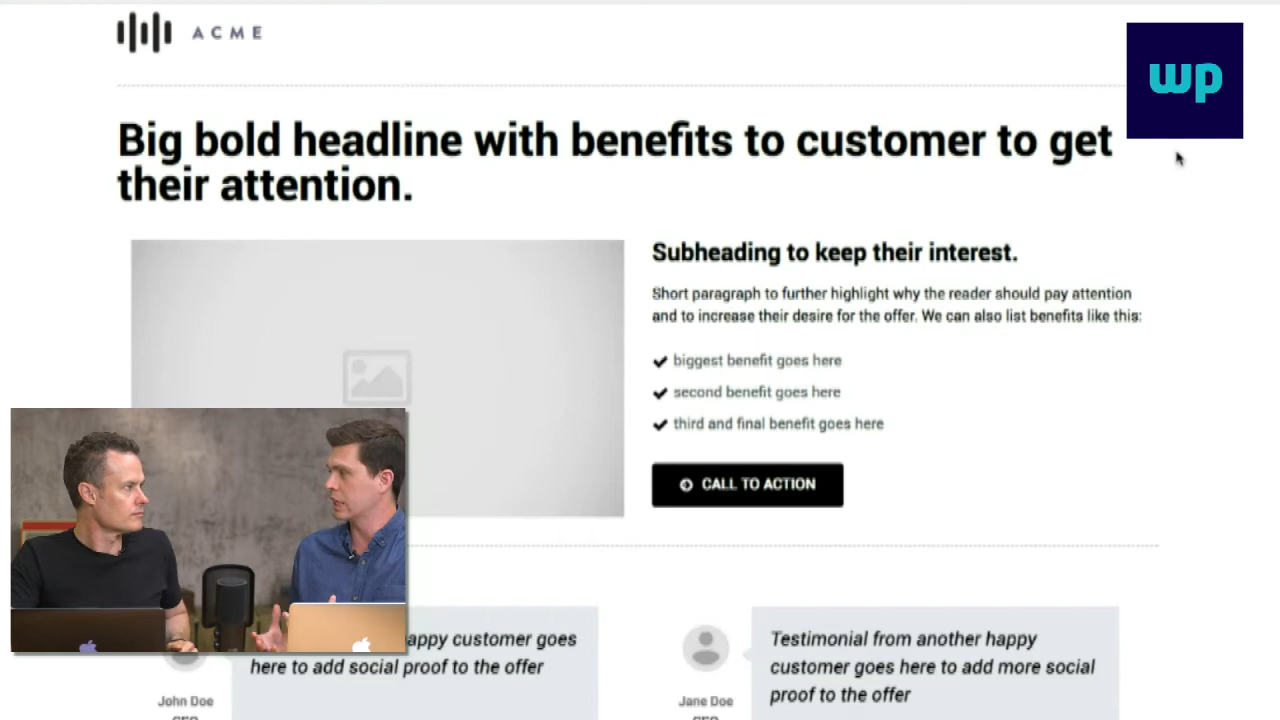 ACME
wp
Big bold headline with benefits to customer to get
their attention.
Subheading to keep their interest.
Short paragraph to further highlight why the reader should pay attention
and to increase their desire for the offer. We can also list benefits like this:
biggest benefit goes here
second benefit goes here
third and final benefit goes here
CALL TO ACTION
customer goes
here to add social proof to the offer
John Doe
Testimonial from another happy
customer goes here to add more social
proof to the offer
Jane Doe